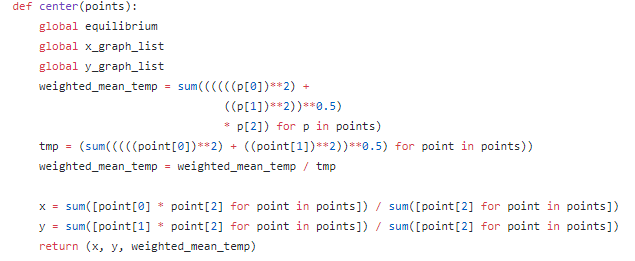 def center(points):
    global equilibrium
    global x_graph_list
    global y_graph_list
    weighted_mean_temp = sum((((((p[0])**2) +
                               ((p[1])**2))**0.5)
                               * p[2]) for p in points)
    tmp = (sum(((((point[0])**2) + ((point[1])**2))**0.5) for point in points))
    weighted_mean_temp = weighted_mean_temp / tmp

    x = sum([point[0] * point[2] for point in points]) / sum([point[2] for point in points])
    y = sum([point[1] * point[2] for point in points]) / sum([point[2] for point in points])
    return (x, y, weighted_mean_temp)